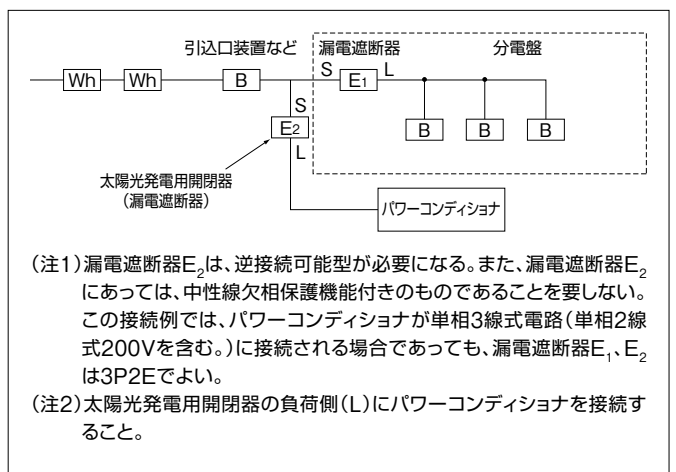 引込口装置など 漏電遮断器 分電盤
Wh Wh B S E1 L
S
E2 B B B
L
太陽光発電用開閉器
(漏電遮断器)
パワーコンディショナ
(注1)漏電遮断器E2は、逆接続可能型が必要になる。また、漏電遮断器E2
にあっては、中性線欠相保護機能付きのものであることを要しない。
この接続例では、パワーコンディショナが単相3線式電路(単相2線
式200Vを含む。)に接続される場合であっても、漏電遮断器E1、E2
は3P2Eでよい。
(注2)太陽光発電用開閉器の負荷側(L)にパワーコンディショナを接続す
ること。